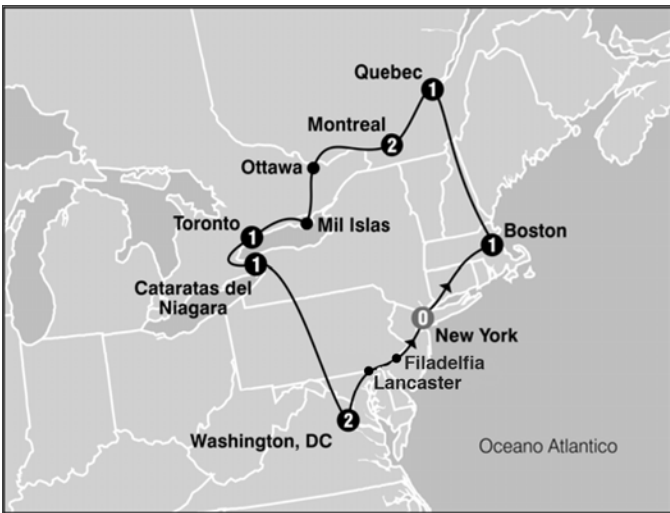 Quebec
1
Montreal
2
Ottawa
Toronto
1
Mil Islas
Boston
1
1
Cataratas del
Niagara
0
New York
Filadelfia
Lancaster
2
Washington, DC
Oceano Atlantico